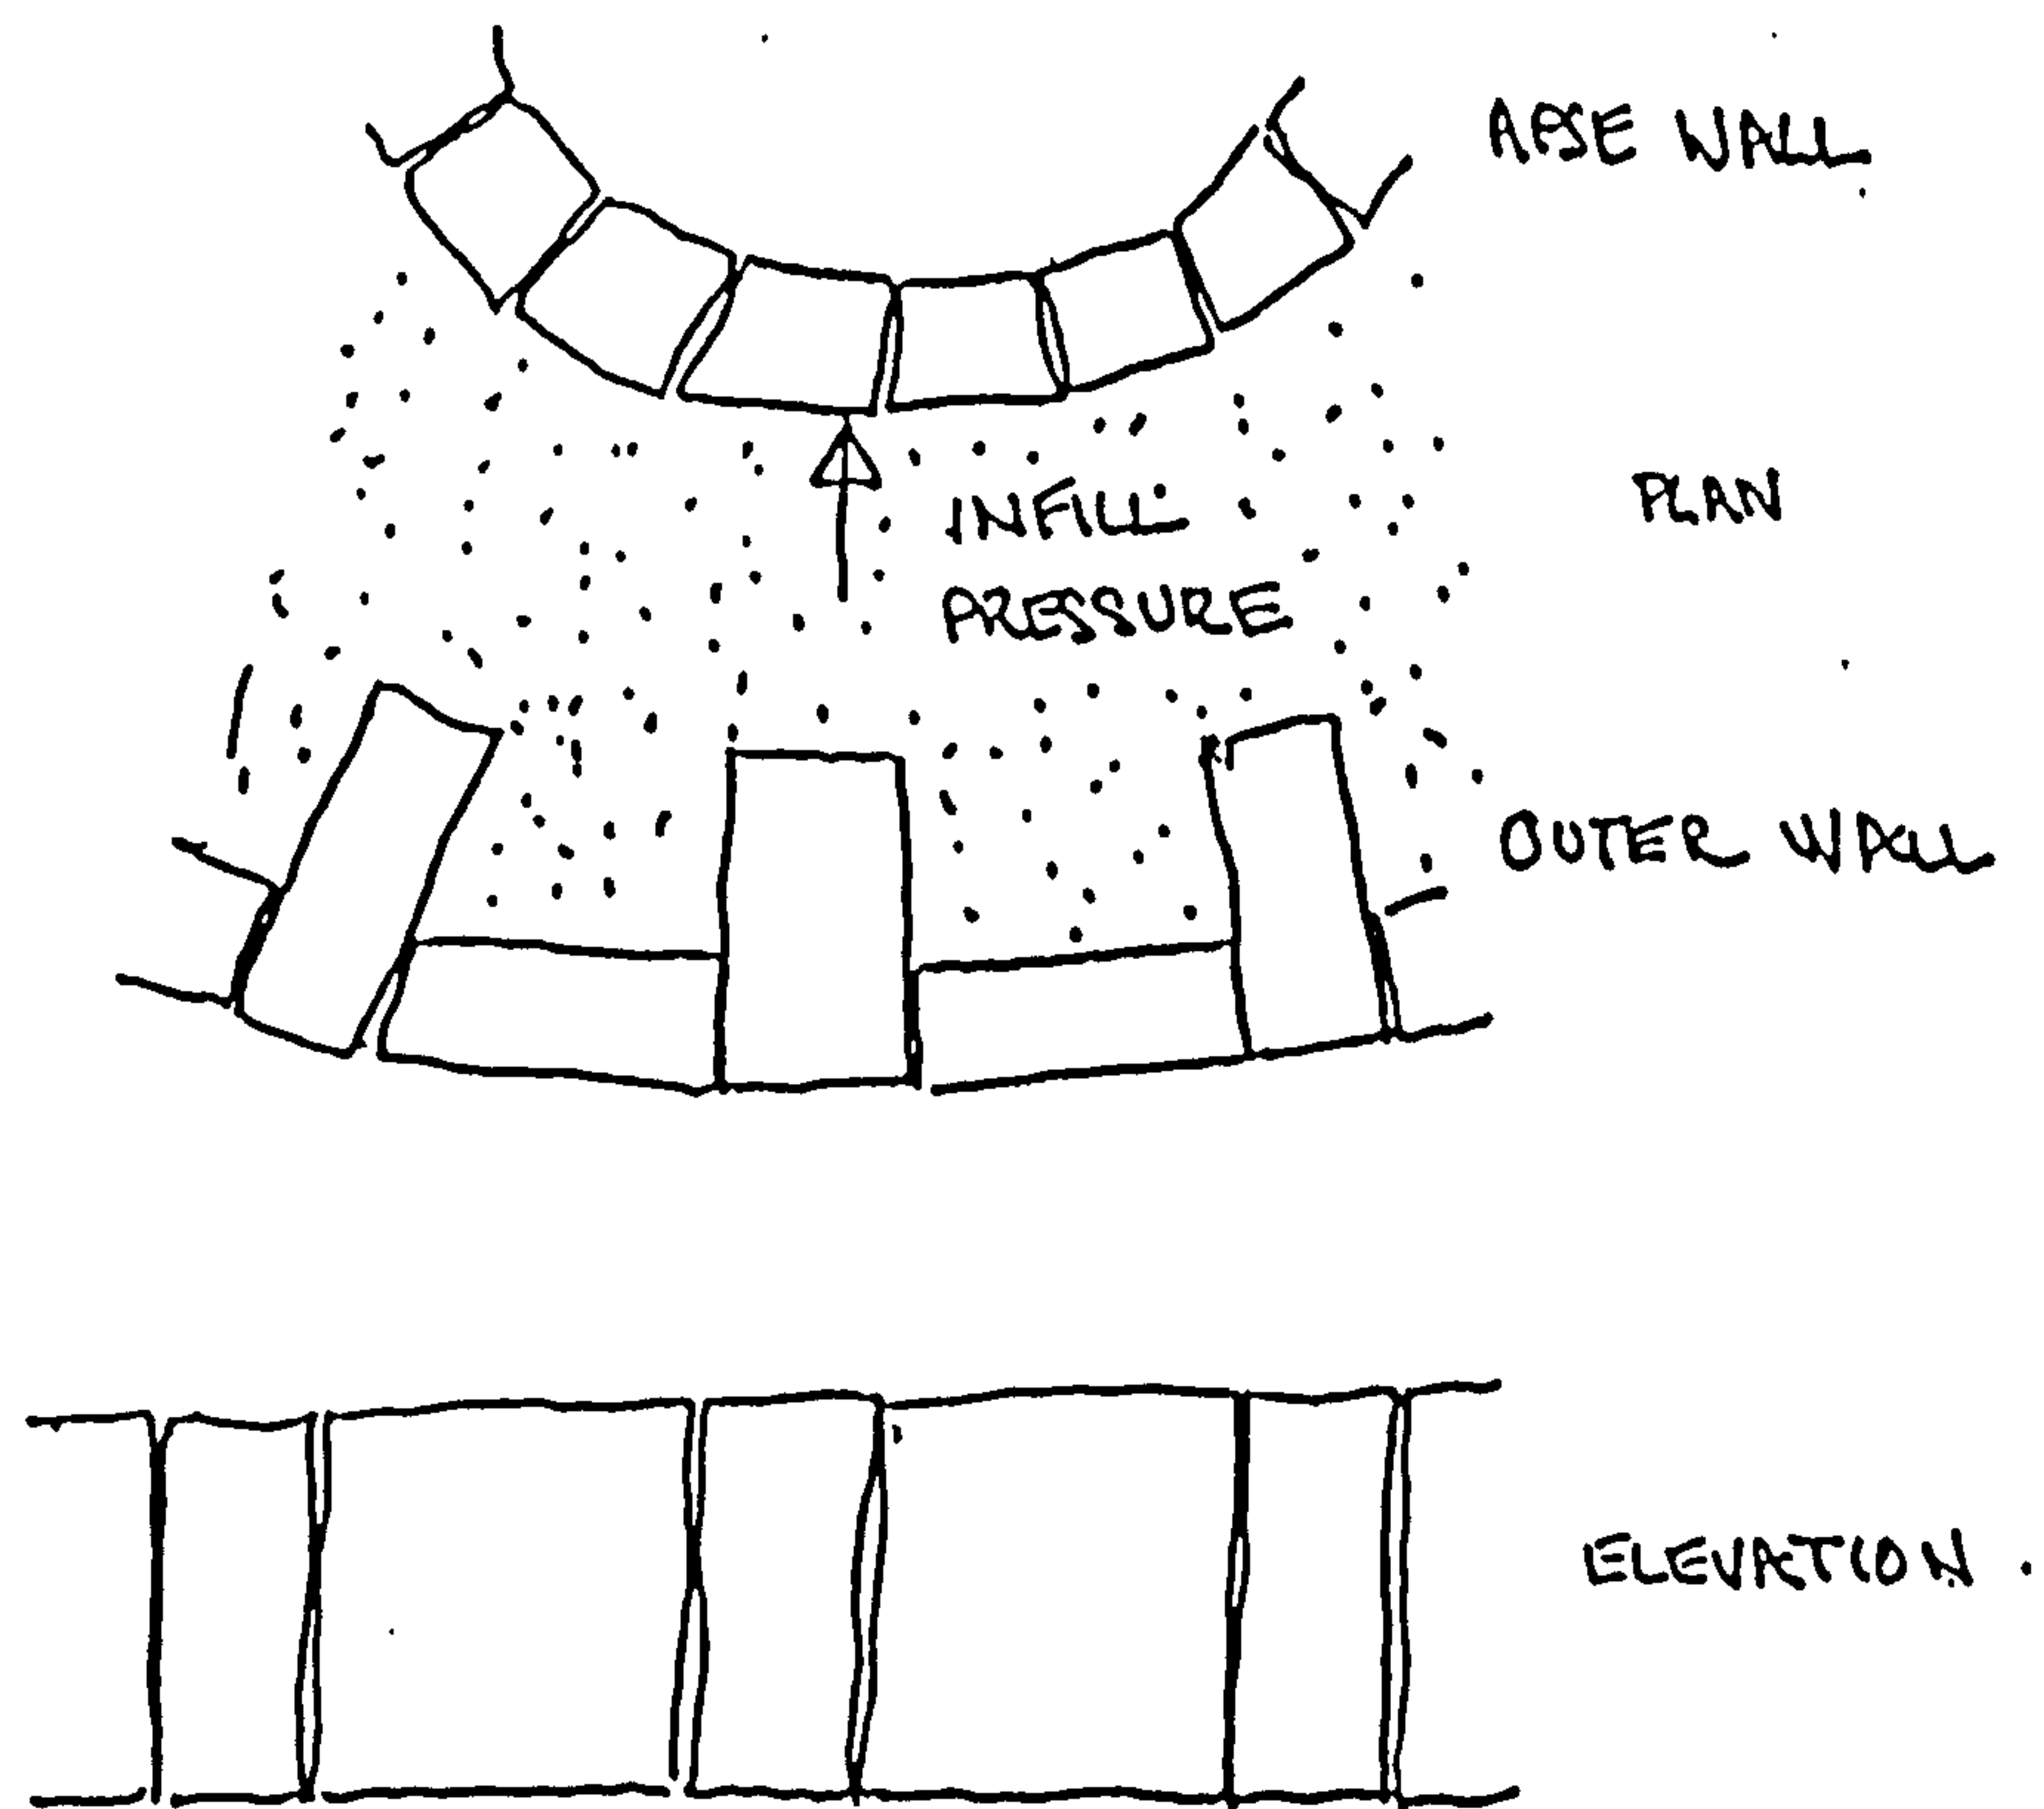 APSE WALL
INFILL
PRESSURE
PLAN
OUTER WALL
ELEVATION.